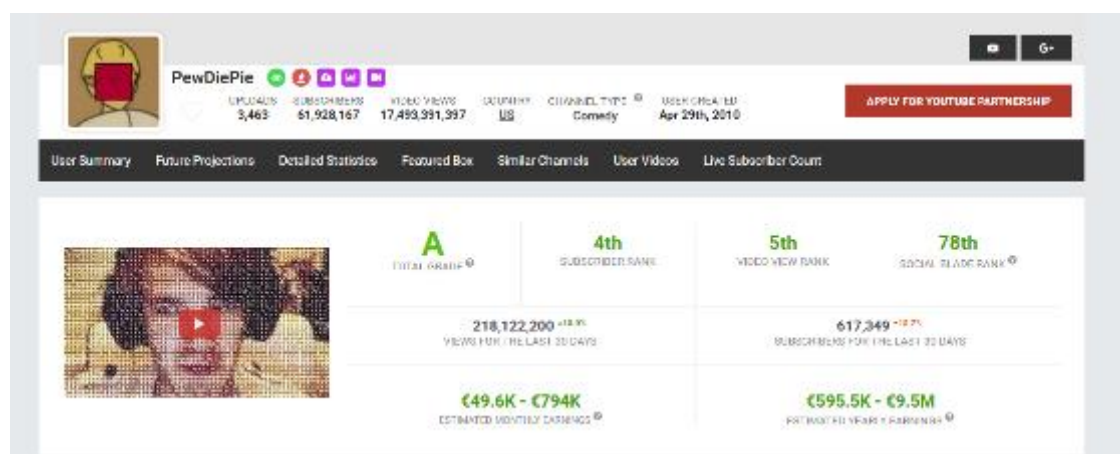 PewDiePie
UPLOADS SUBSCRIBERS VIDEO VIEWS COUNTRY CHANNEL TYPE USER CREATED
3,463 61,928,167 17,493,391,397 US Comedy Apr 29th, 2010
G+
APPLY FOR YOUTUBE PARTNERSHIP
User Summary Future Projections Detailed Statistics Featured Box Similar Channels User Videos Live Subscriber Count
A 4th 5th 78th
TOTAL GRADE SUBSCRIBER RANK VIDEO VIEW RANK SOCIAL BLADE RANK
218,122,200 617,349
VIEWS FOR THE LAST 30 DAYS SUBSCRIBERS FOR THE LAST 30 DAYS
€49.6K - €794K €595.5K - €9.5M
ESTIMATED MONTHLY EARNINGS ESTIMATED YEARLY EARNINGS